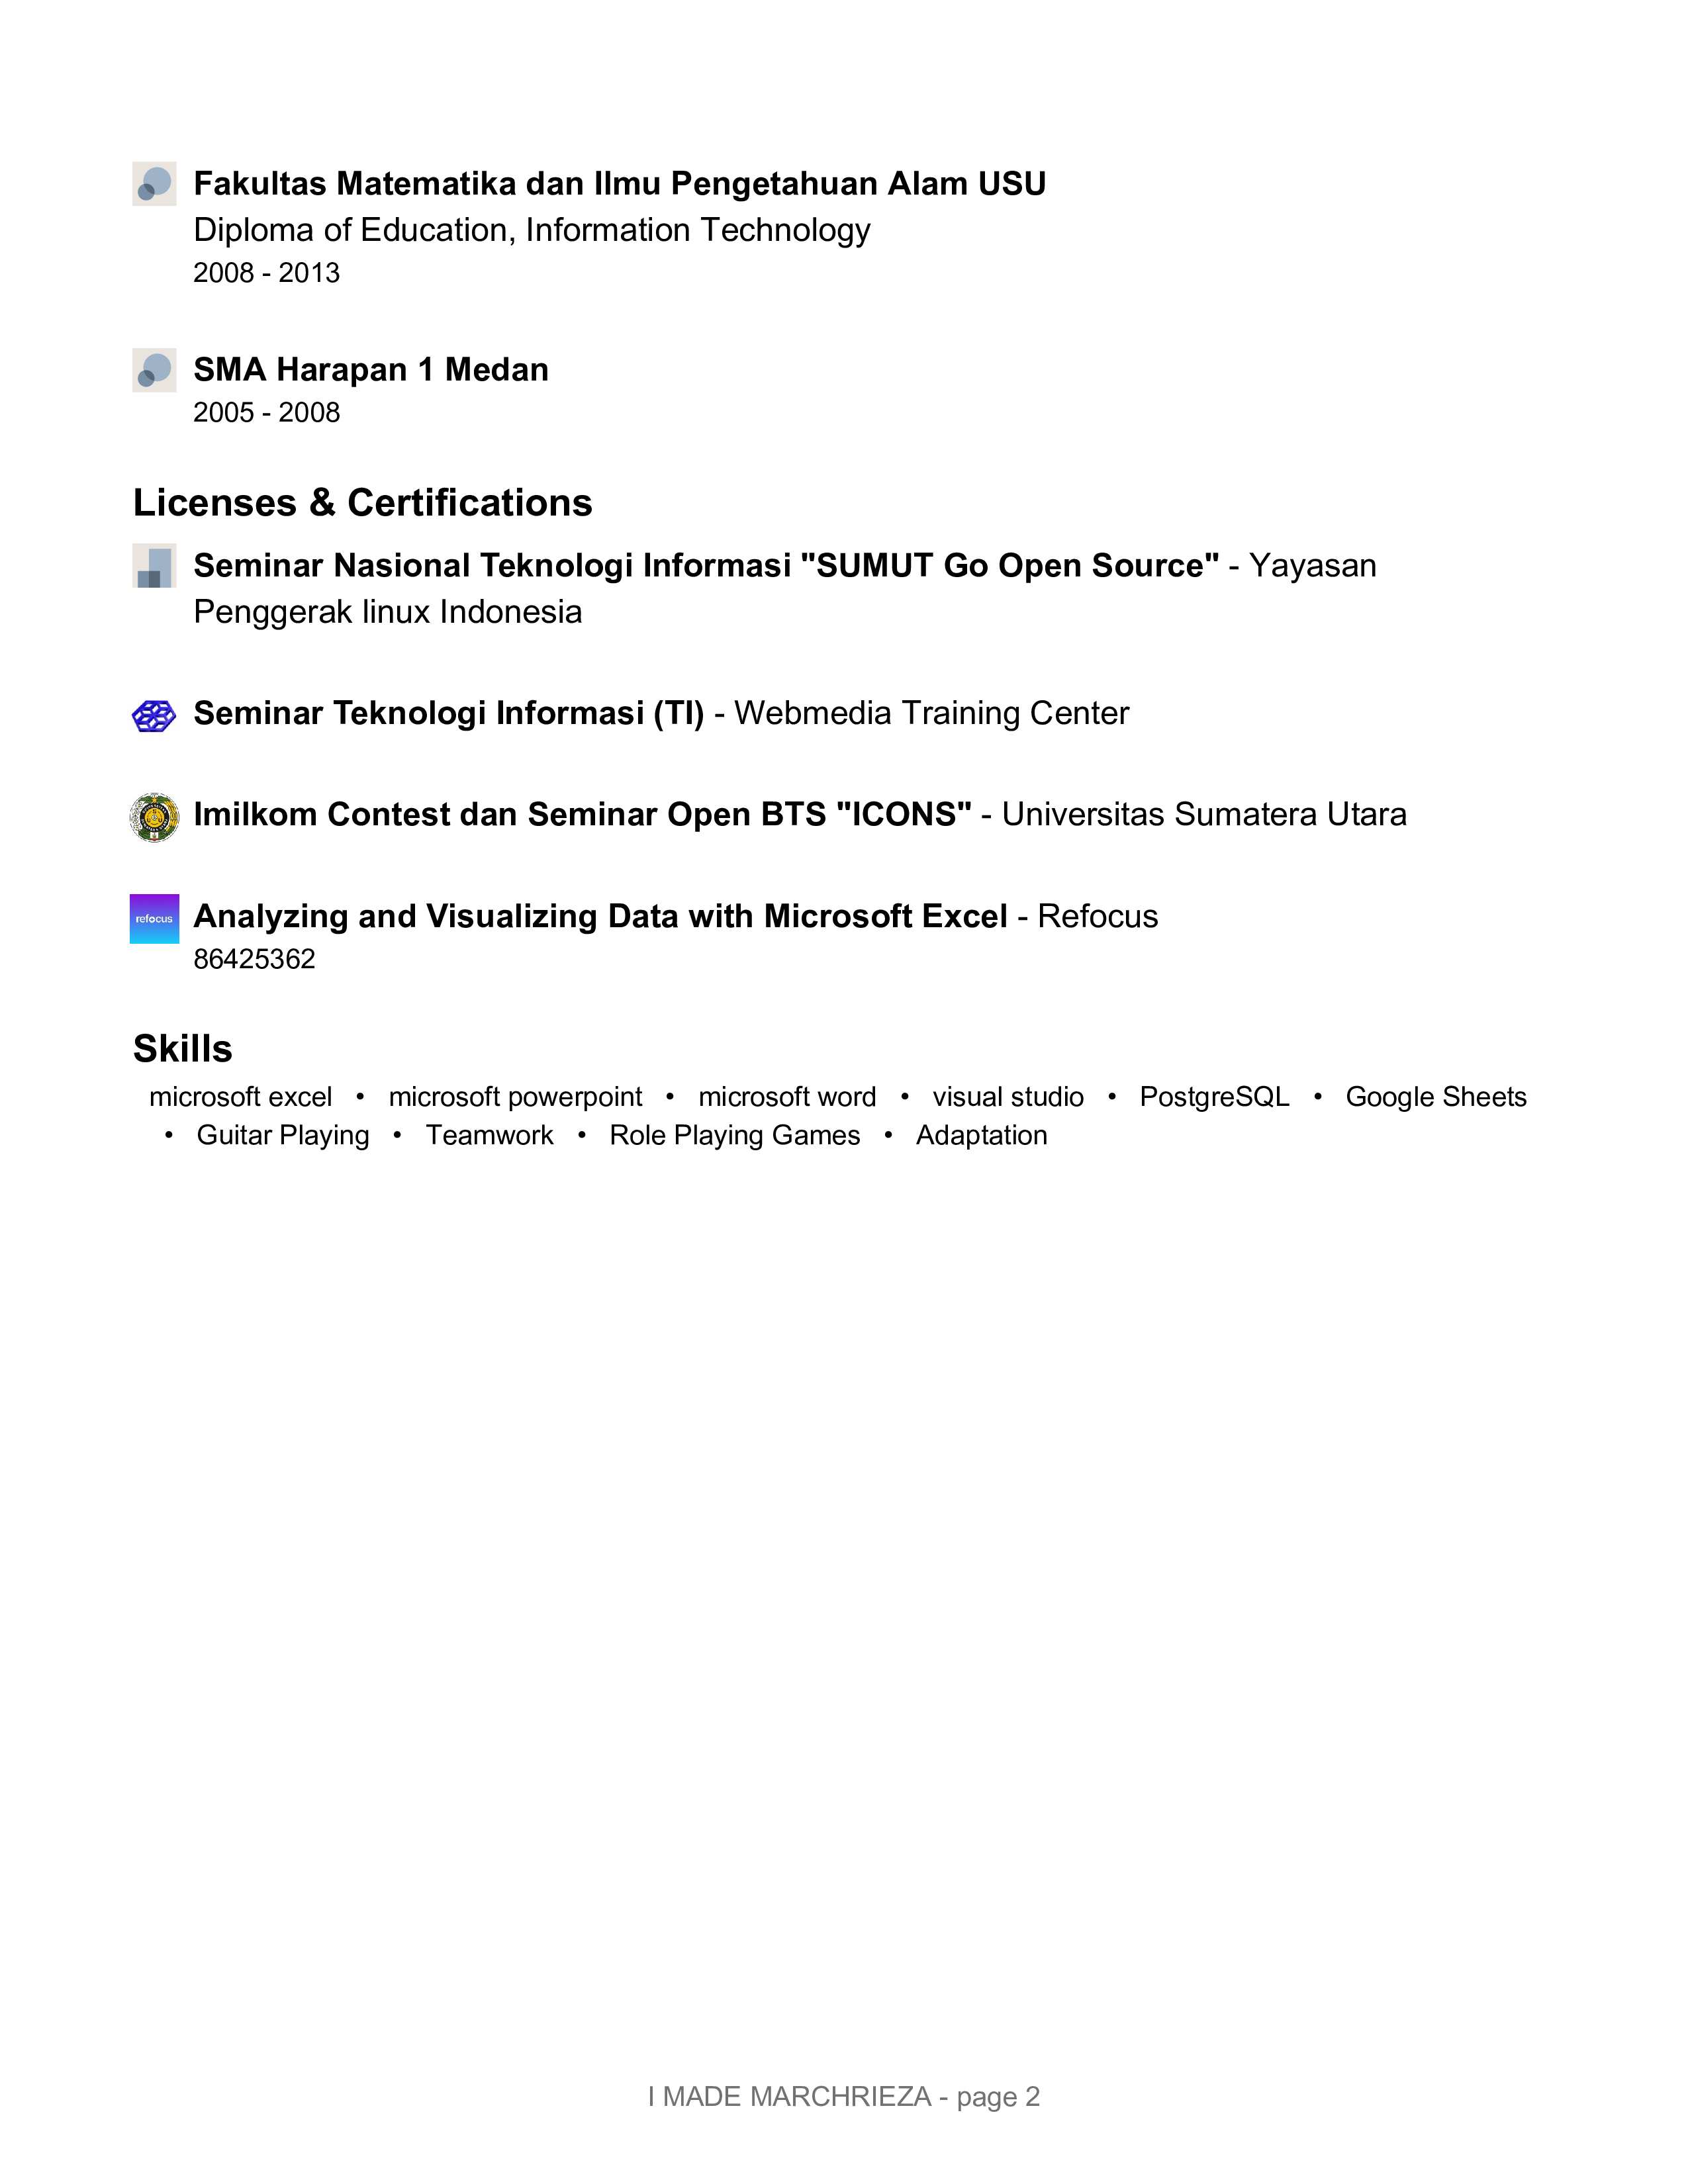 Fakultas Matematika dan Ilmu Pengetahuan Alam USU
Diploma of Education, Information Technology
2008 - 2013
SMA Harapan 1 Medan
2005 - 2008
Licenses & Certifications
Seminar Nasional Teknologi Informasi "SUMUT Go Open Source" - Yayasan
Penggerak linux Indonesia
Seminar Teknologi Informasi (TI) - Webmedia Training Center
Imilkom Contest dan Seminar Open BTS "ICONS" - Universitas Sumatera Utara
refocus
Analyzing and Visualizing Data with Microsoft Excel - Refocus
86425362
Skills
microsoft excel • microsoft powerpoint • microsoft word • visual studio • PostgreSQL • Google Sheets
• Guitar Playing • Teamwork • Role Playing Games • Adaptation
I MADE MARCHRIEZA - page 2